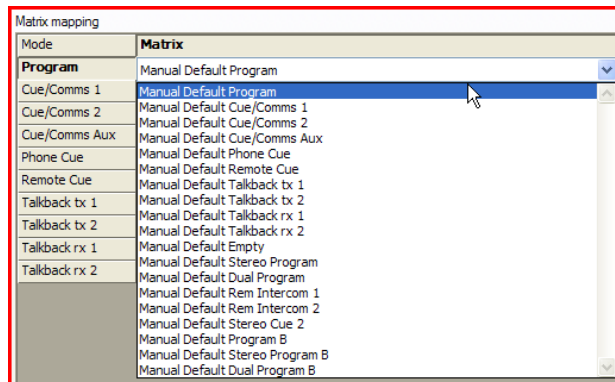 Matrix mapping
Mode Matrix
Program Manual Default Program
Cue/Comms 1 Manual Default Program
Manual Default Cue/Comms 1
Cue/Comms 2 Manual Default Cue/Comms 2
Cue/Comms Aux Manual Default Cue/Comms Aux
Phone Cue Manual Default Phone Cue
Manual Default Remote Cue
Remote Cue Manual Default Talkback tx 1
Talkback tx 1 Manual Default Talkback tx 2
Manual Default Talkback rx 1
Talkback tx 2 Manual Default Talkback rx 2
Talkback rx 1 Manual Default Empty
Manual Default Stereo Program
Talkback rx 2 Manual Default Dual Program
Manual Default Rem Intercom 1
Manual Default Rem Intercom 2
Manual Default Stereo Cue 2
Manual Default Program B
Manual Default Stereo Program B
Manual Default Dual Program B